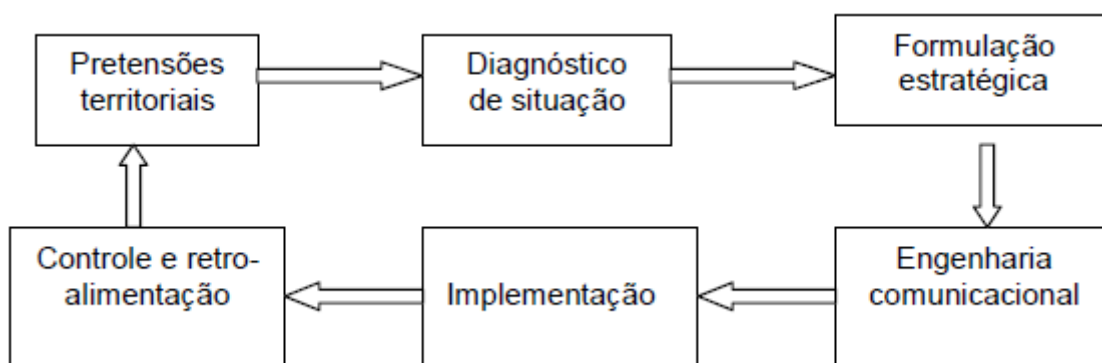 Pretensões
territoriais
Diagnóstico
de situação
Formulação
estratégica
Controle e retro-
alimentação
Implementação
Engenharia
comunicacional